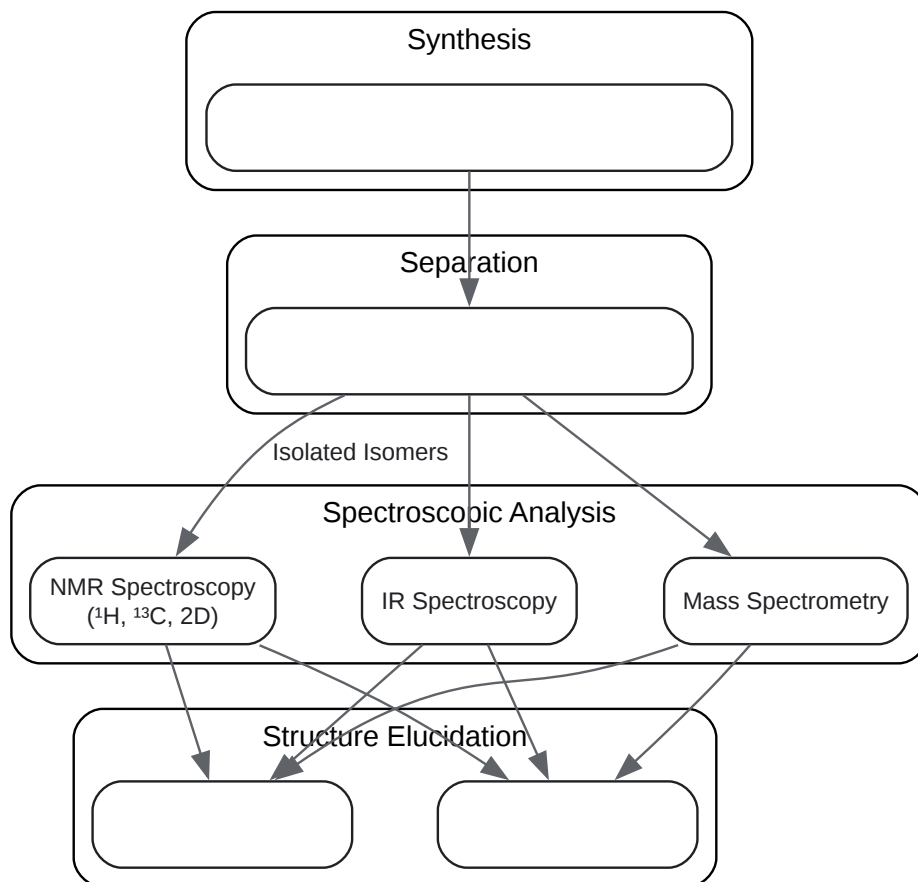 Synthesis
Separation
Isolated Isomers
Spectroscopic Analysis
NMR Spectroscopy
(¹H, ¹³C, 2D)
IR Spectroscopy
Mass Spectrometry
Structure Elucidation